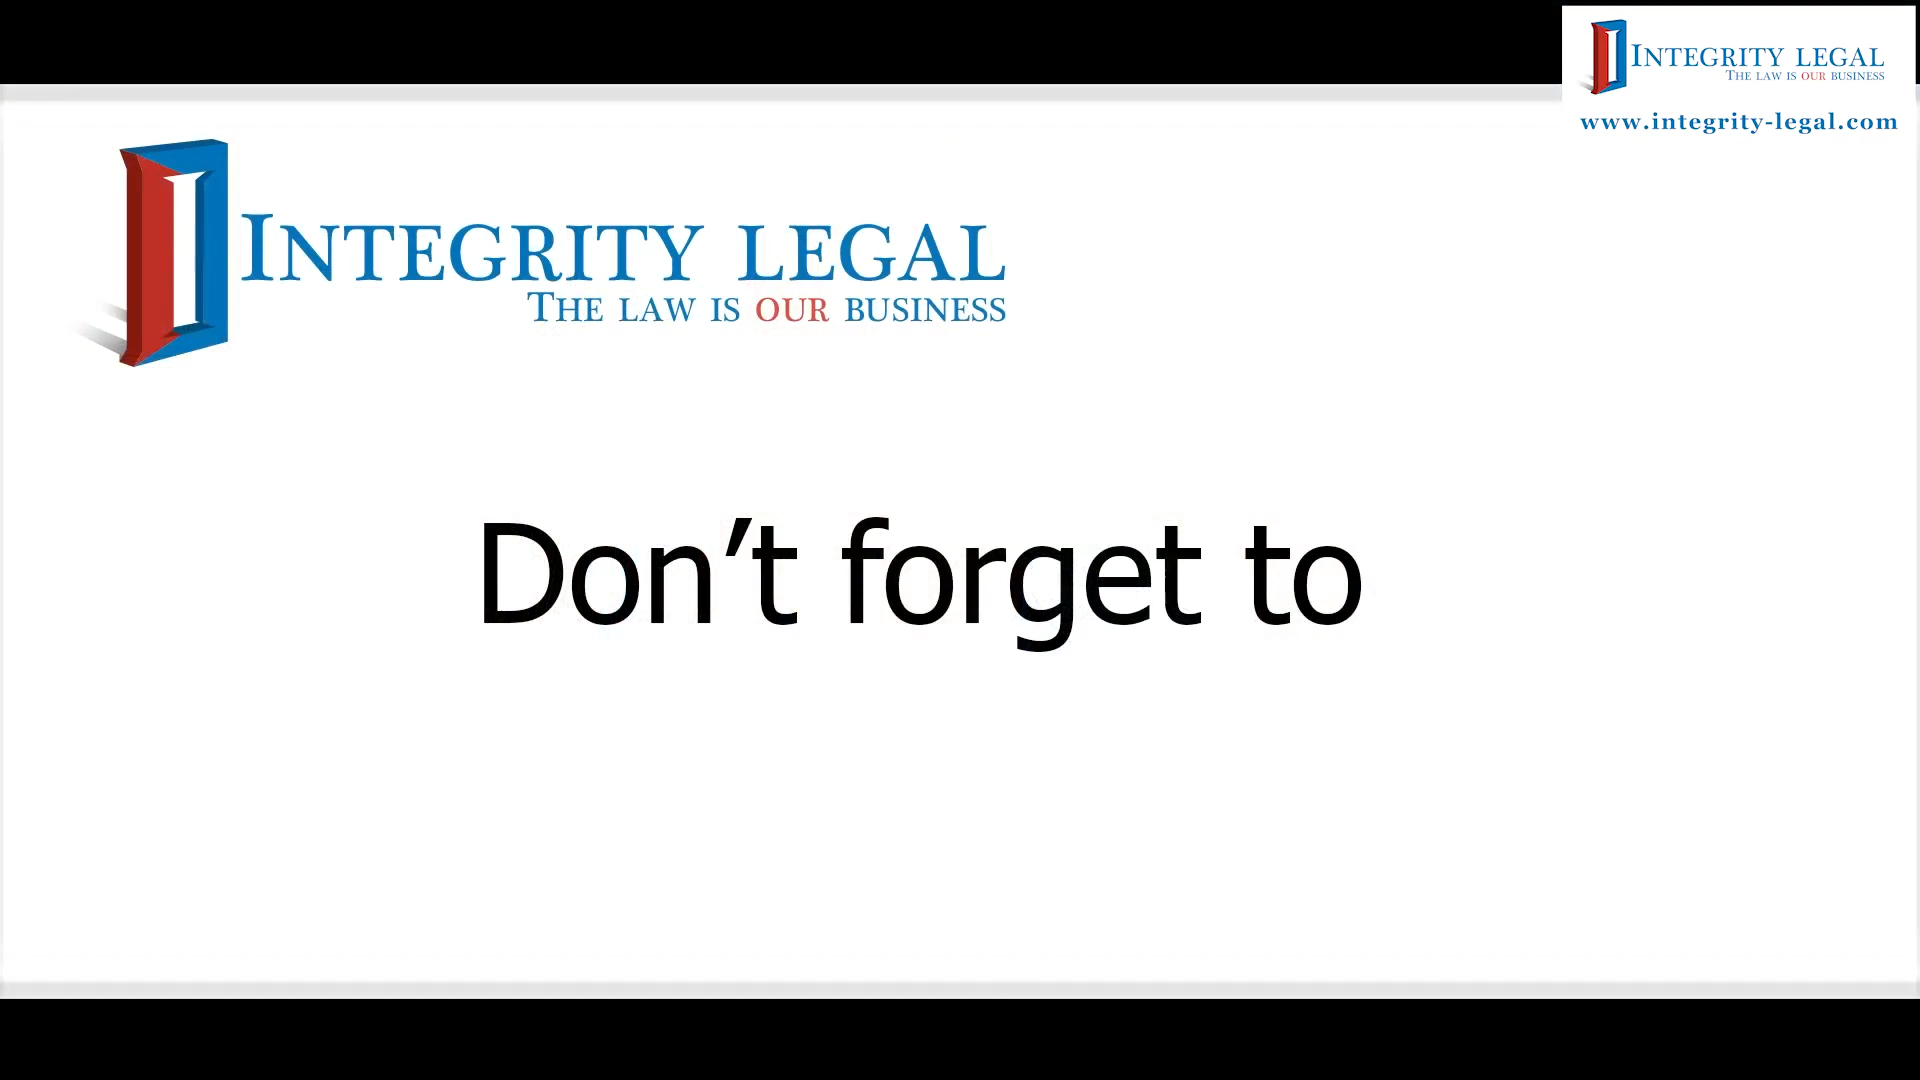 INTEGRITY LEGAL
THE LAW IS OUR BUSINESS
www.integrity-legal.com
INTEGRITY LEGAL
THE LAW IS OUR BUSINESS
Don’t forget to